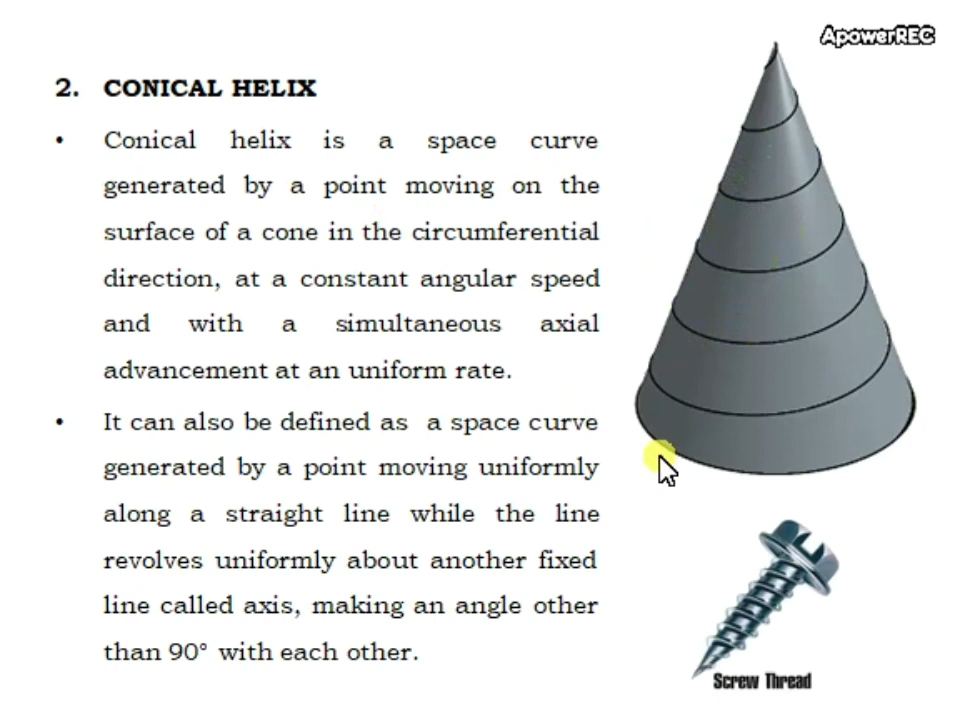 ApowerREC
2. CONICAL HELIX
• Conical helix is a space curve
generated by a point moving on the
surface of a cone in the circumferential
direction, at a constant angular speed
and with a simultaneous axial
advancement at an uniform rate.
• It can also be defined as a space curve
generated by a point moving uniformly
along a straight line while the line
revolves uniformly about another fixed
line called axis, making an angle other
than 90° with each other.
Screw Thread